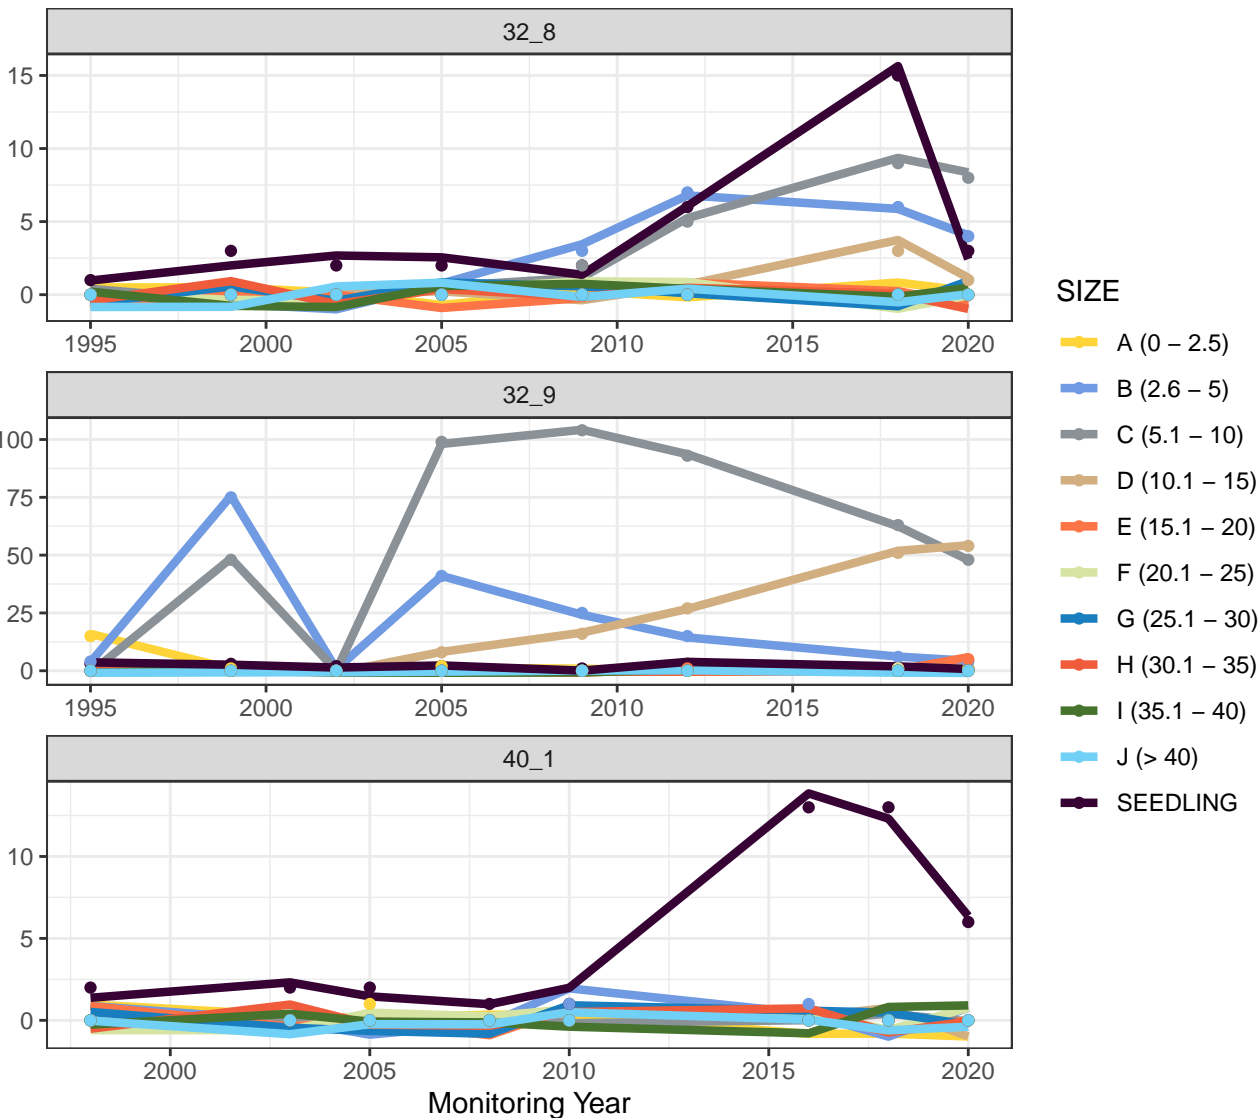 32_8
15
10
5
0
1995 2000 2005 2010 2015 2020
32_9
100
75
50
25
0
1995 2000 2005 2010 2015 2020
40_1
10
5
0
2000 2005 2010 2015 2020
Monitoring Year
SIZE
A (0 − 2.5)
B (2.6 − 5)
C (5.1 − 10)
D (10.1 − 15)
E (15.1 − 20)
F (20.1 − 25)
G (25.1 − 30)
H (30.1 − 35)
I (35.1 − 40)
J (> 40)
SEEDLING